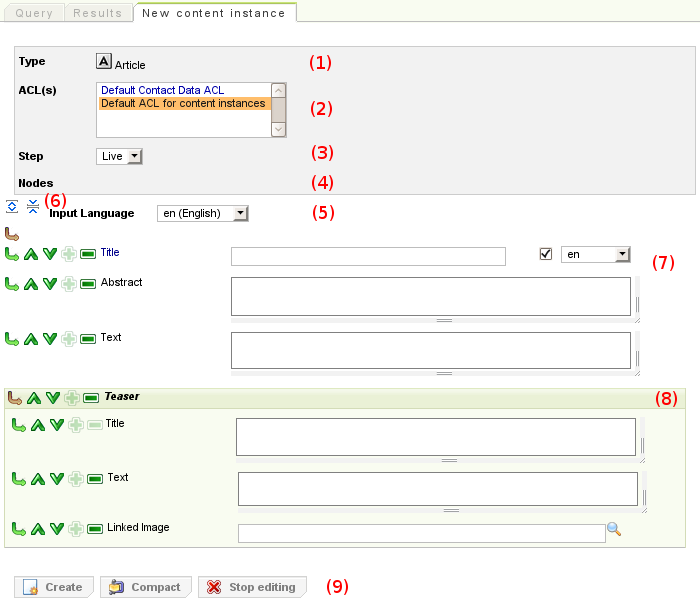 Query Results New content instance
Type Article (1)
ACL(s) Default Contact Data ACL
Default ACL for content instances (2)
Step Live (3)
Nodes (4)
(6) Input Language en (English) (5)
Title en (7)
Abstract
Text
Teaser (8)
Title
Text
Linked Image
Create Compact Stop editing (9)